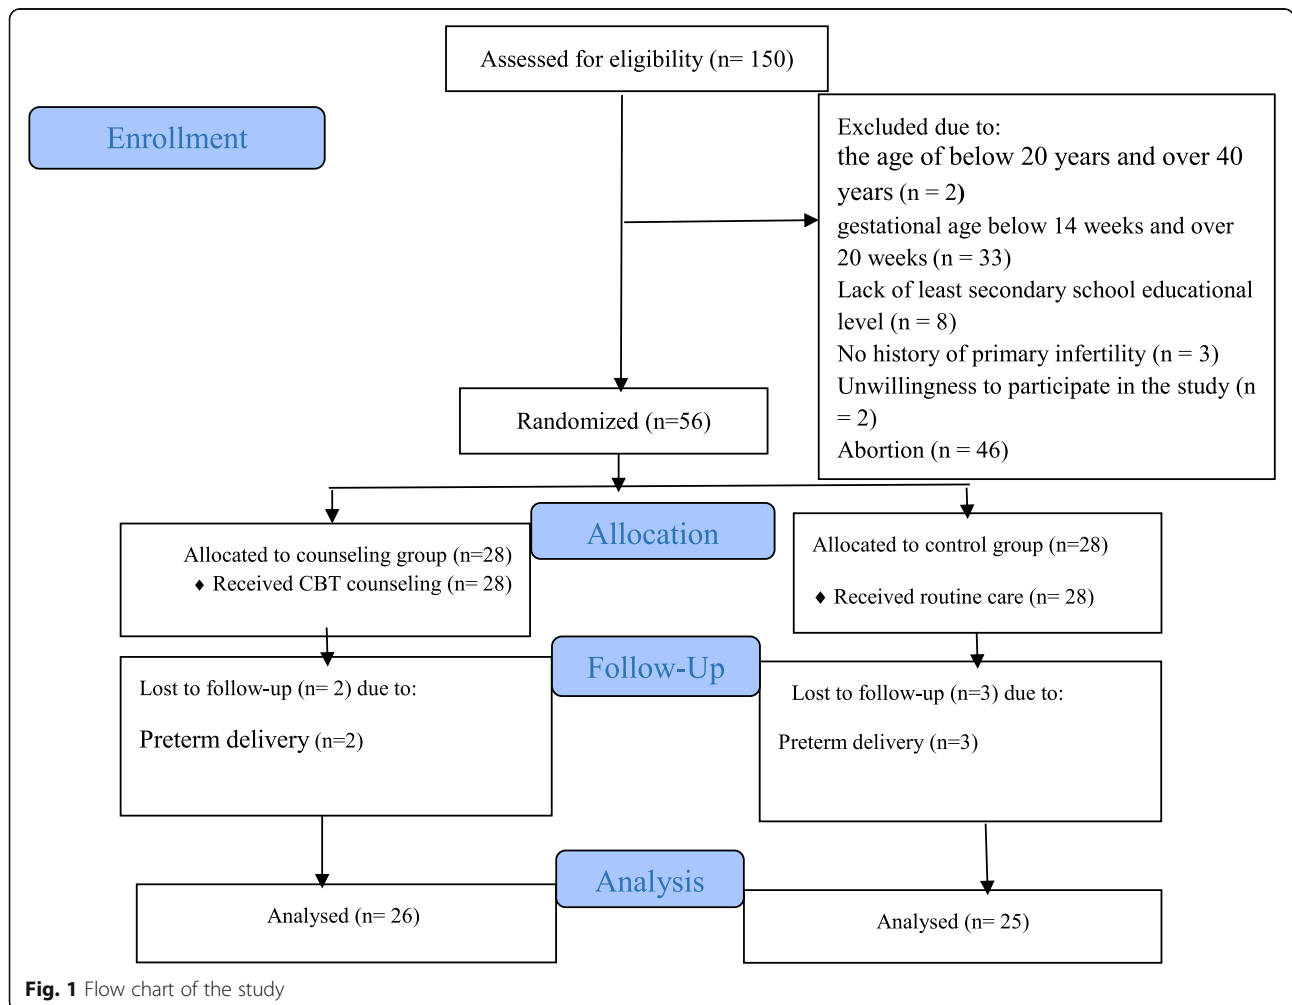 Assessed for eligibility (n= 150)
Enrollment
Excluded due to:
the age of below 20 years and over 40
years (n = 2)
gestational age below 14 weeks and over
20 weeks (n = 33)
Lack of least secondary school educational
level (n = 8)
No history of primary infertility (n = 3)
Unwillingness to participate in the study (n
= 2)
Abortion (n = 46)
Randomized (n=56)
Allocation
Allocated to counseling group (n=28)
♦ Received CBT counseling (n= 28)
Allocated to control group (n=28)
♦ Received routine care (n= 28)
Follow-Up
Lost to follow-up (n= 2) due to:
Preterm delivery (n=2)
Lost to follow-up (n=3) due to:
Preterm delivery (n=3)
Analysis
Analysed (n= 26)
Analysed (n= 25)
Fig. 1 Flow chart of the study